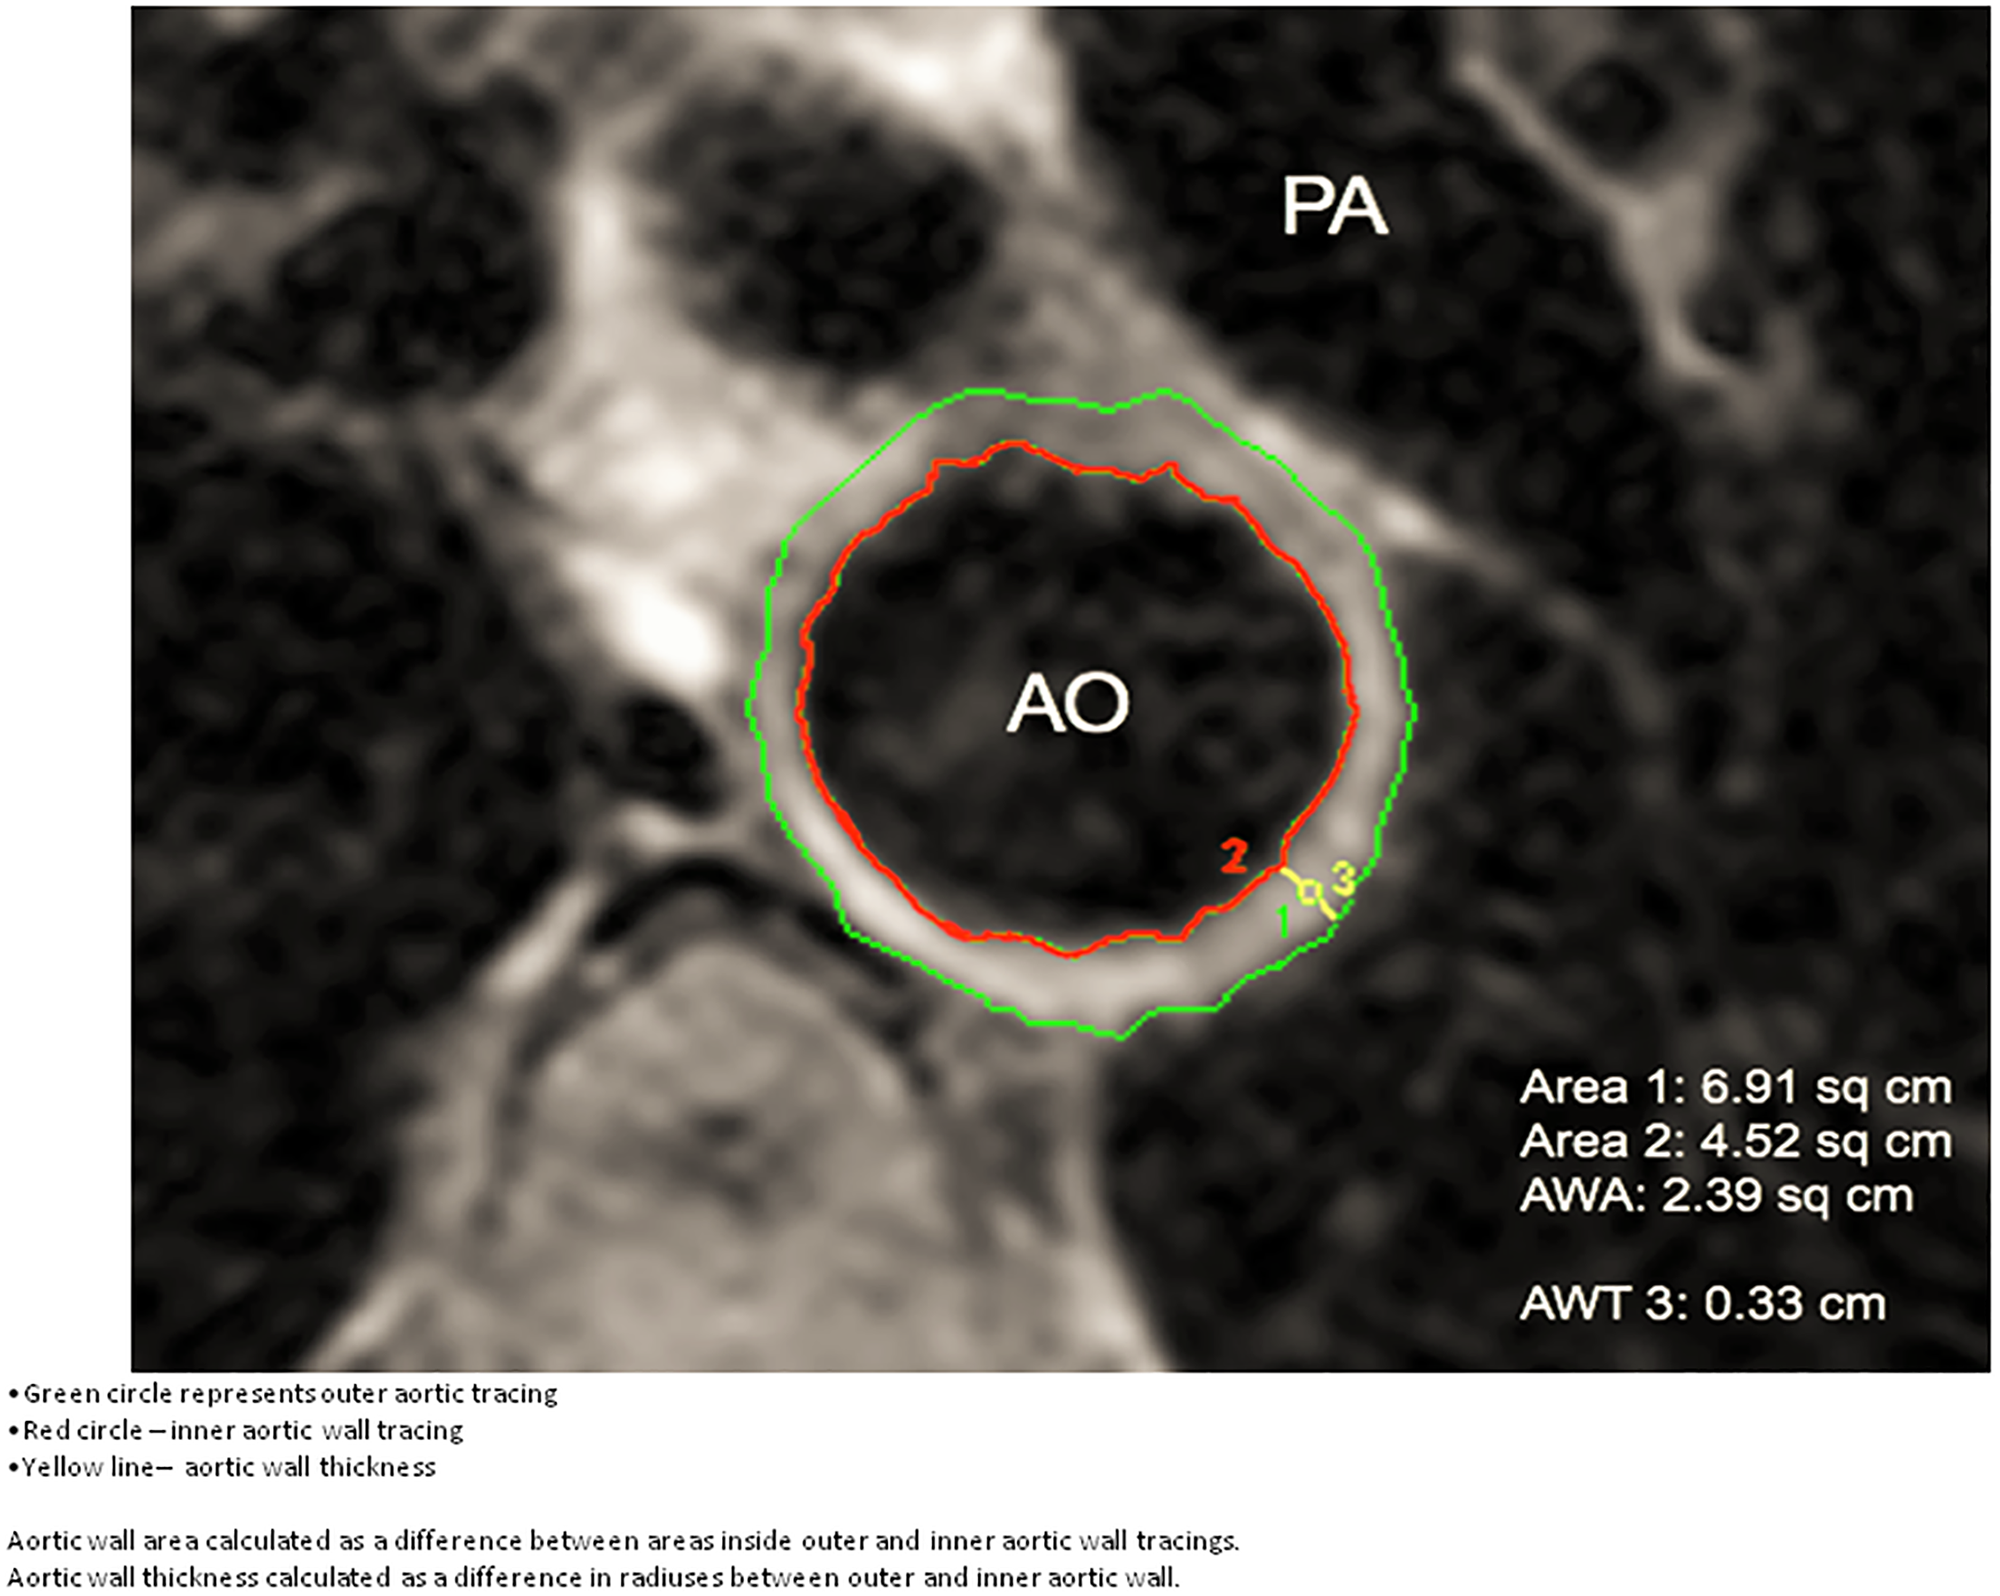 PA
AO
2
3
1
Area 1: 6.91 sq cm
Area 2: 4.52 sq cm
AWA: 2.39 sq cm
AWT 3: 0.33 cm
•Green circle represents outer aortic tracing
•Red circle – inner aortic wall tracing
•Yellow line– aortic wall thickness
Aortic wall area calculated as a difference between areas inside outer and inner aortic wall tracings.
Aortic wall thickness calculated as a difference in radiuses between outer and inner aortic wall.